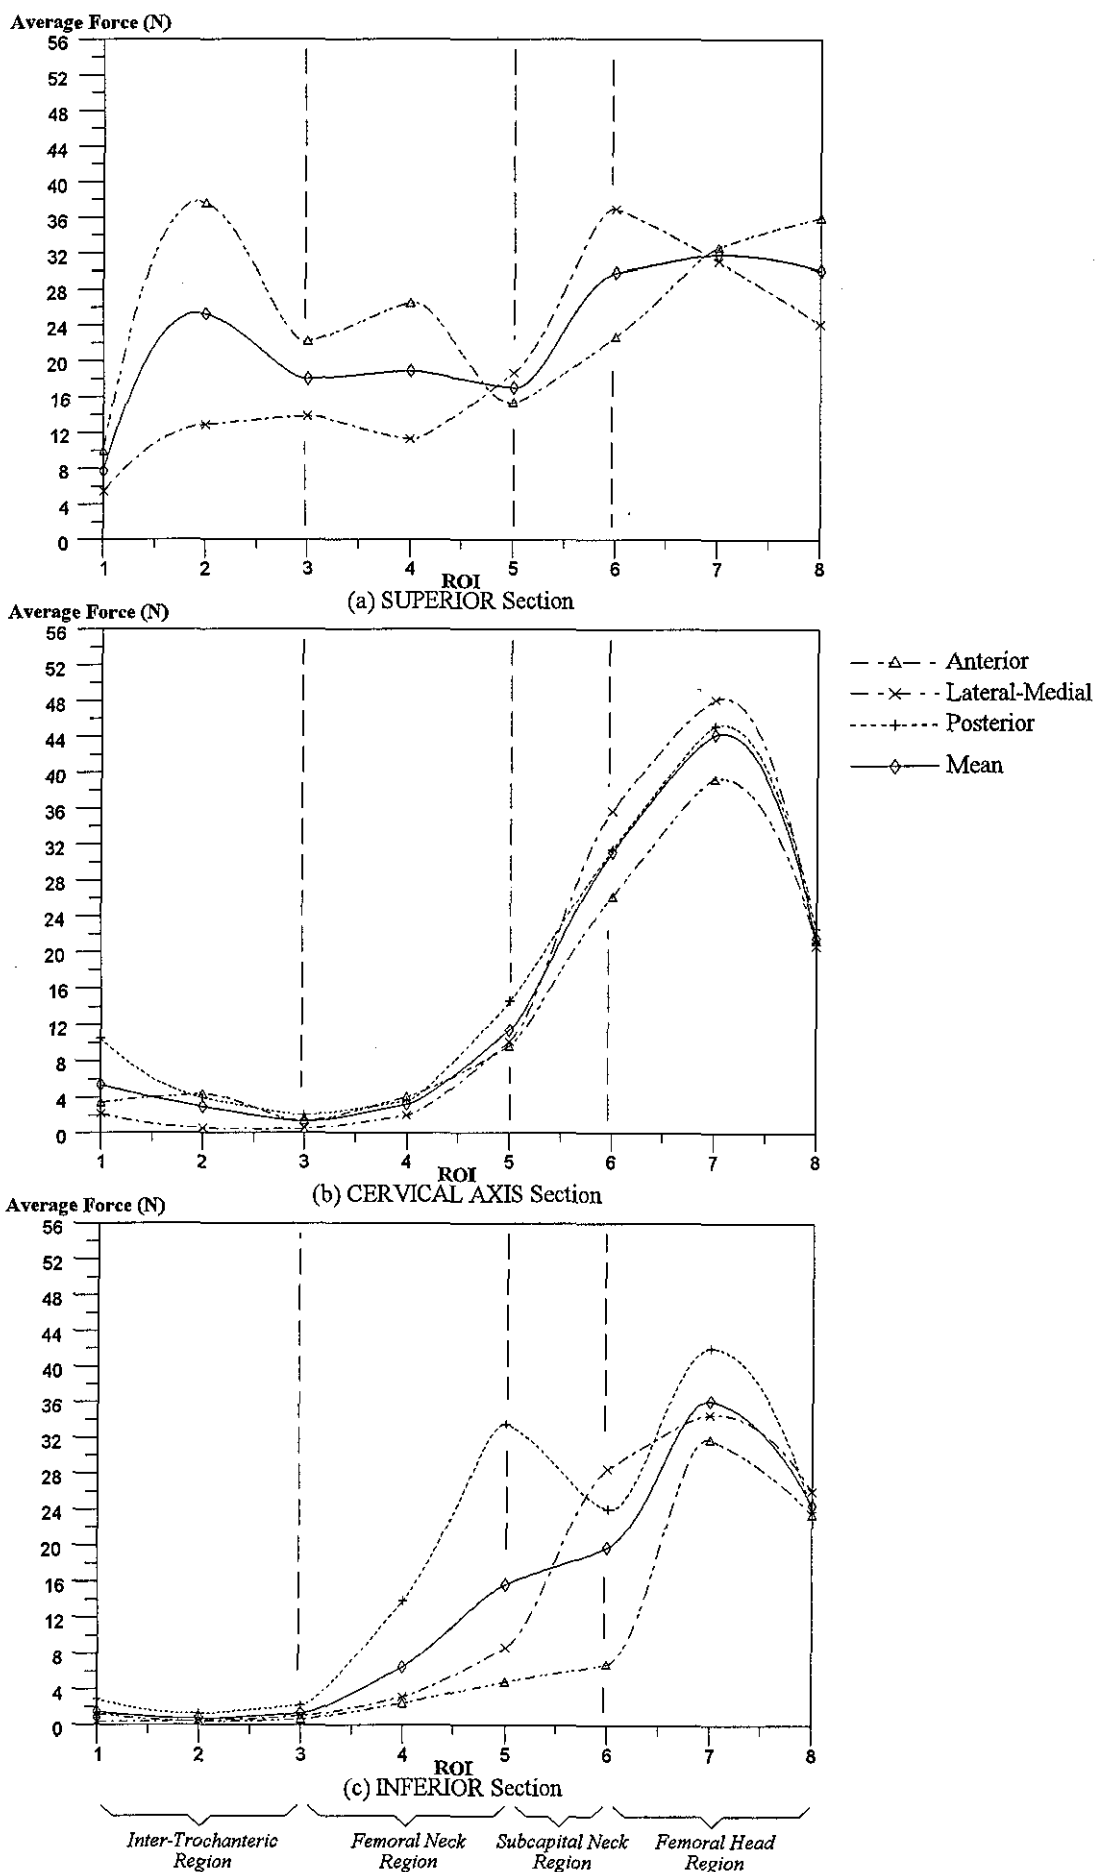 Average Force (N)
56
52
48
44
40
36
32
28
24
20
16
12
8
4
0
1 2 3 4 5 6 7 8
ROI
(a) SUPERIOR Section
Average Force (N)
56
52
48
44
40
36
32
28
24
20
16
12
8
4
0
1 2 3 4 5 6 7 8
ROI
(b) CERVICAL AXIS Section
Anterior
Lateral-Medial
Posterior
Mean
Average Force (N)
56
52
48
44
40
36
32
28
24
20
16
12
8
4
0
1 2 3 4 5 6 7 8
ROI
(c) INFERIOR Section
Inter-Trochanteric Femoral Neck Subcapital Neck Femoral Head
Region Region Region Region